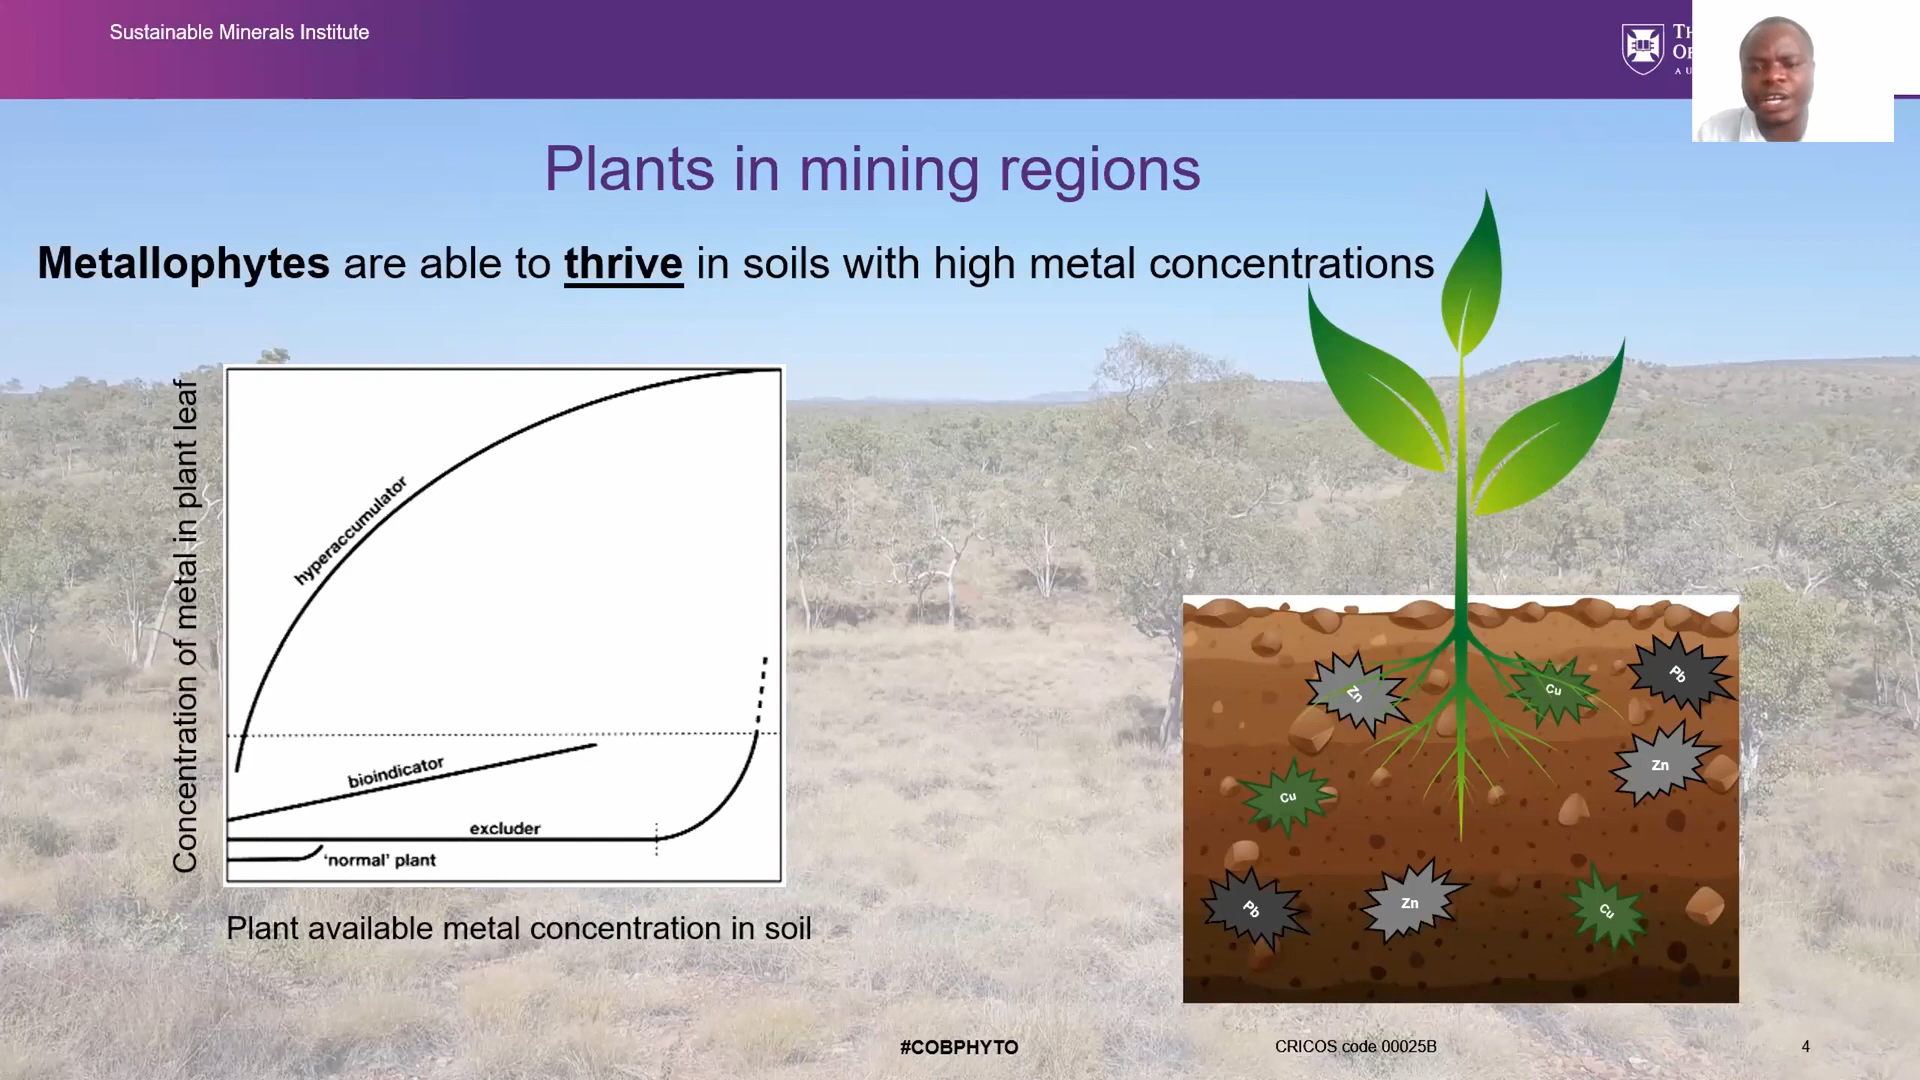 Sustainable Minerals Institute
Plants in mining regions
Metallophytes are able to thrive in soils with high metal concentrations
Concentration of metal in plant leaf
hyperaccumulator
bioindicator
excluder
'normal' plant
Plant available metal concentration in soil
Zn
Cu
Pb
Zn
Cu
Pb
Zn
Cu
#COBPHYTO
CRICOS code 00025B
4